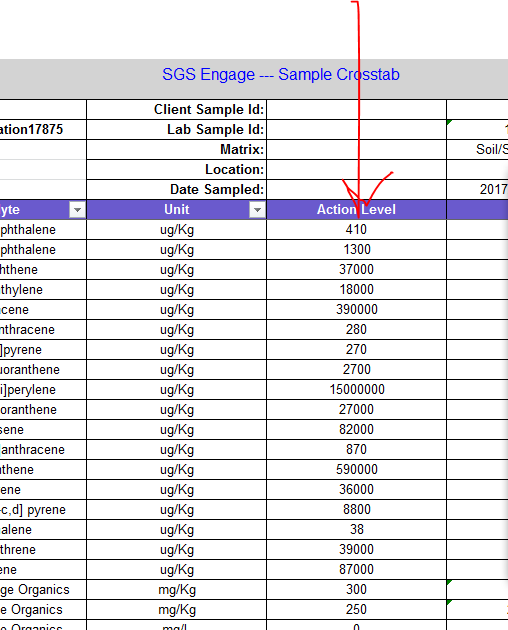 SGS Engage --- Sample Crosstab
Client Sample Id:
ation17875 Lab Sample Id: 1
Matrix: Soil/S
Location:
Date Sampled: 2017
lyte Unit Action Level
phthalene ug/Kg 410
phthalene ug/Kg 1300
hthene ug/Kg 37000
thylene ug/Kg 18000
cene ug/Kg 390000
nthracene ug/Kg 280
]pyrene ug/Kg 270
uoranthene ug/Kg 2700
i]perylene ug/Kg 15000000
oranthene ug/Kg 27000
sene ug/Kg 82000
]anthracene ug/Kg 870
nthene ug/Kg 590000
ene ug/Kg 36000
-c,d] pyrene ug/Kg 8800
alene ug/Kg 38
threne ug/Kg 39000
ene ug/Kg 87000
ge Organics mg/Kg 300
e Organics mg/Kg 250
e Organics mg/L 0